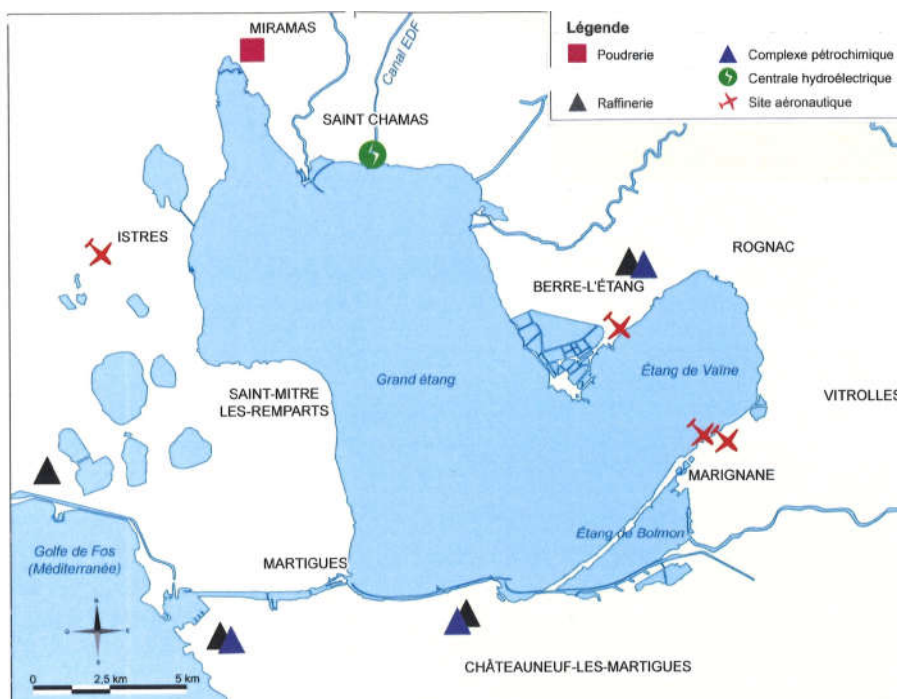 MIRAMAS
Canal EDF
Légende
Poudrerie
Complexe pétrochimique
Centrale hydroélectrique
Raffinerie
Site aéronautique
SAINT CHAMAS
ISTRES
ROGNAC
BERRE-L'ÉTANG
Grand étang
Étang de Vaïne
SAINT-MITRE
LES-REMPARTS
VITROLLES
MARIGNANE
Étang de Bolmon
Golfe de Fos
(Méditerranée)
MARTIGUES
CHÂTEAUNEUF-LES-MARTIGUES
0 2,5 km 5 km